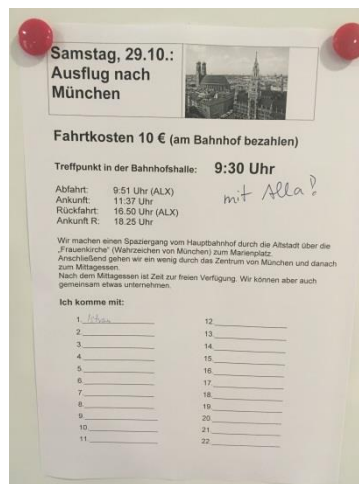 Samstag, 29.10.:
Ausflug nach
München
Fahrtkosten 10 € (am Bahnhof bezahlen)
Treffpunkt in der Bahnhofshalle: 9:30 Uhr
mit Alla!
Abfahrt: 9:51 Uhr (ALX)
Ankunft: 11:37 Uhr
Rückfahrt: 16.50 Uhr (ALX)
Ankunft R: 18.25 Uhr
Wir machen einen Spaziergang vom Hauptbahnhof durch die Altstadt über die
„Frauenkirche“ (Wahrzeichen von München) zum Marienplatz.
Anschließend gehen wir ein wenig durch das Zentrum von München und danach
zum Mittagessen.
Nach dem Mittagessen ist Zeit zur freien Verfügung. Wir können aber auch
gemeinsam etwas unternehmen.
Ich komme mit:
1.
2.
3.
4.
5.
6.
7.
8.
9.
10.
11.
12.
13.
14.
15.
16.
17.
18.
19.
20.
21.
22.